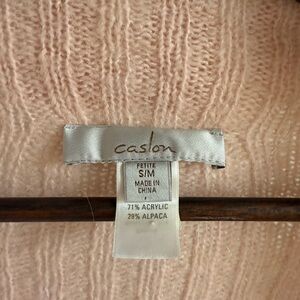 caslon
PETITE
S/M
MADE IN
CHINA
71% ACRYLIC
29% ALPACA